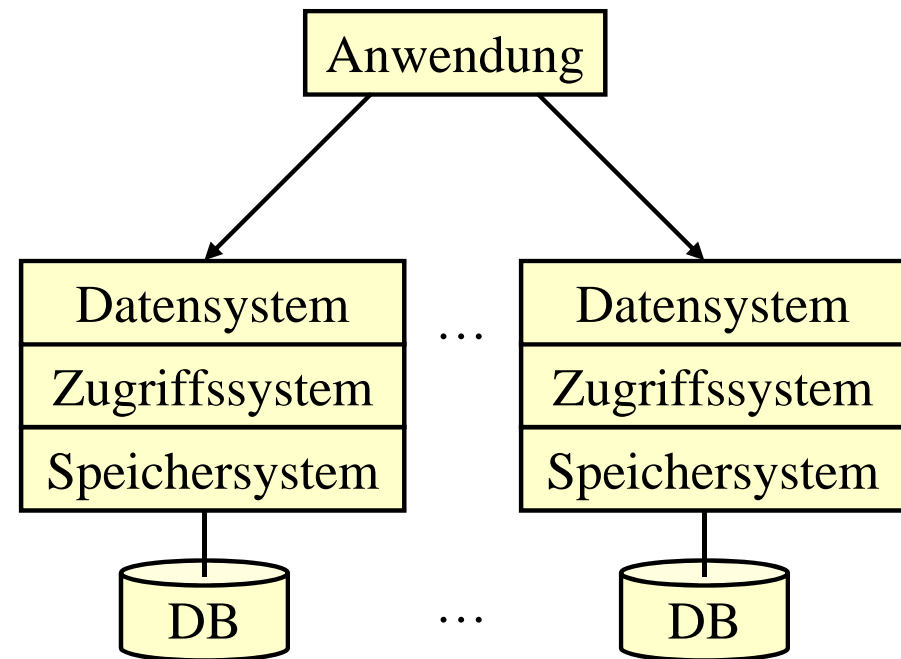 Anwendung
Datensystem … Datensystem
Zugriffssystem Zugriffssystem
Speichersystem Speichersystem
DB … DB